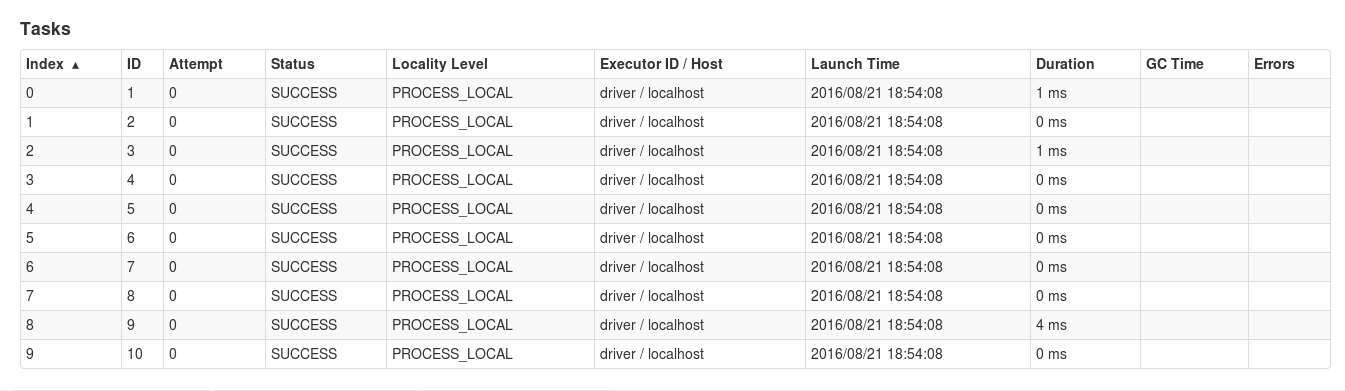 Tasks
Index ▲ ID Attempt Status Locality Level Executor ID / Host Launch Time Duration GC Time Errors
0 1 0 SUCCESS PROCESS_LOCAL driver / localhost 2016/08/21 18:54:08 1 ms
1 2 0 SUCCESS PROCESS_LOCAL driver / localhost 2016/08/21 18:54:08 0 ms
2 3 0 SUCCESS PROCESS_LOCAL driver / localhost 2016/08/21 18:54:08 1 ms
3 4 0 SUCCESS PROCESS_LOCAL driver / localhost 2016/08/21 18:54:08 0 ms
4 5 0 SUCCESS PROCESS_LOCAL driver / localhost 2016/08/21 18:54:08 0 ms
5 6 0 SUCCESS PROCESS_LOCAL driver / localhost 2016/08/21 18:54:08 0 ms
6 7 0 SUCCESS PROCESS_LOCAL driver / localhost 2016/08/21 18:54:08 0 ms
7 8 0 SUCCESS PROCESS_LOCAL driver / localhost 2016/08/21 18:54:08 0 ms
8 9 0 SUCCESS PROCESS_LOCAL driver / localhost 2016/08/21 18:54:08 4 ms
9 10 0 SUCCESS PROCESS_LOCAL driver / localhost 2016/08/21 18:54:08 0 ms